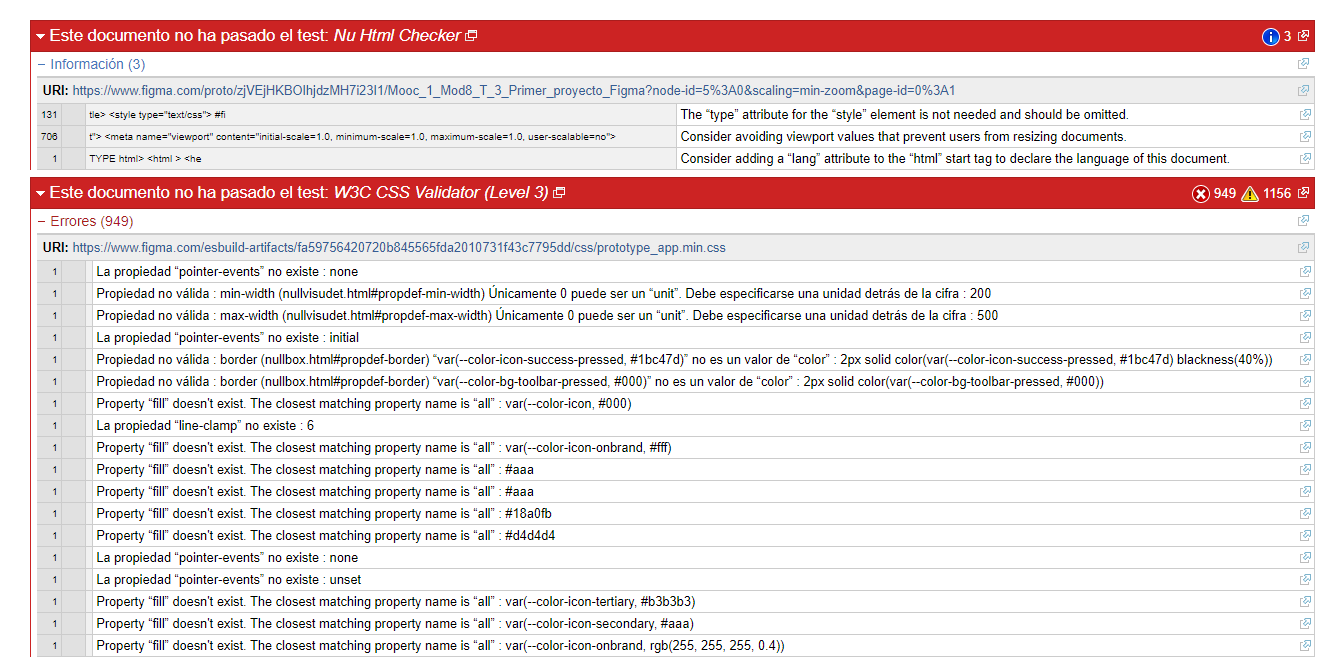 Este documento no ha pasado el test: Nu Html Checker 3
Información (3)
URI: https://www.figma.com/proto/zjVEjHKBOIhjdzMH7i23I1/Mooc_1_Mod8_T_3_Primer_proyecto_Figma?node-id=5%3A0&scaling=min-zoom&page-id=0%3A1
131 tle> <style type="text/css"> #fi The “type” attribute for the “style” element is not needed and should be omitted.
706 t"> <meta name="viewport" content="initial-scale=1.0, minimum-scale=1.0, maximum-scale=1.0, user-scalable=no"> Consider avoiding viewport values that prevent users from resizing documents.
1 TYPE html> <html > <he Consider adding a “lang” attribute to the “html” start tag to declare the language of this document.
Este documento no ha pasado el test: W3C CSS Validator (Level 3) 949 1156
Errores (949)
URI: https://www.figma.com/esbuild-artifacts/fa59756420720b845565fda2010731f43c7795dd/css/prototype_app.min.css
1 La propiedad “pointer-events” no existe : none
1 Propiedad no válida : min-width (nullvisudet.html#propdef-min-width) Únicamente 0 puede ser un “unit”. Debe especificarse una unidad detrás de la cifra : 200
1 Propiedad no válida : max-width (nullvisudet.html#propdef-max-width) Únicamente 0 puede ser un “unit”. Debe especificarse una unidad detrás de la cifra : 500
1 La propiedad “pointer-events” no existe : initial
1 Propiedad no válida : border (nullbox.html#propdef-border) “var(--color-icon-success-pressed, #1bc47d)” no es un valor de “color” : 2px solid color(var(--color-icon-success-pressed, #1bc47d) blackness(40%))
1 Propiedad no válida : border (nullbox.html#propdef-border) “var(--color-bg-toolbar-pressed, #000)” no es un valor de “color” : 2px solid color(var(--color-bg-toolbar-pressed, #000))
1 Property “fill” doesn't exist. The closest matching property name is “all” : var(--color-icon, #000)
1 La propiedad “line-clamp” no existe : 6
1 Property “fill” doesn't exist. The closest matching property name is “all” : var(--color-icon-onbrand, #fff)
1 Property “fill” doesn't exist. The closest matching property name is “all” : #aaa
1 Property “fill” doesn't exist. The closest matching property name is “all” : #aaa
1 Property “fill” doesn't exist. The closest matching property name is “all” : #18a0fb
1 Property “fill” doesn't exist. The closest matching property name is “all” : #d4d4d4
1 La propiedad “pointer-events” no existe : none
1 La propiedad “pointer-events” no existe : unset
1 Property “fill” doesn't exist. The closest matching property name is “all” : var(--color-icon-tertiary, #b3b3b3)
1 Property “fill” doesn't exist. The closest matching property name is “all” : var(--color-icon-secondary, #aaa)
1 Property “fill” doesn't exist. The closest matching property name is “all” : var(--color-icon-onbrand, rgb(255, 255, 255, 0.4))